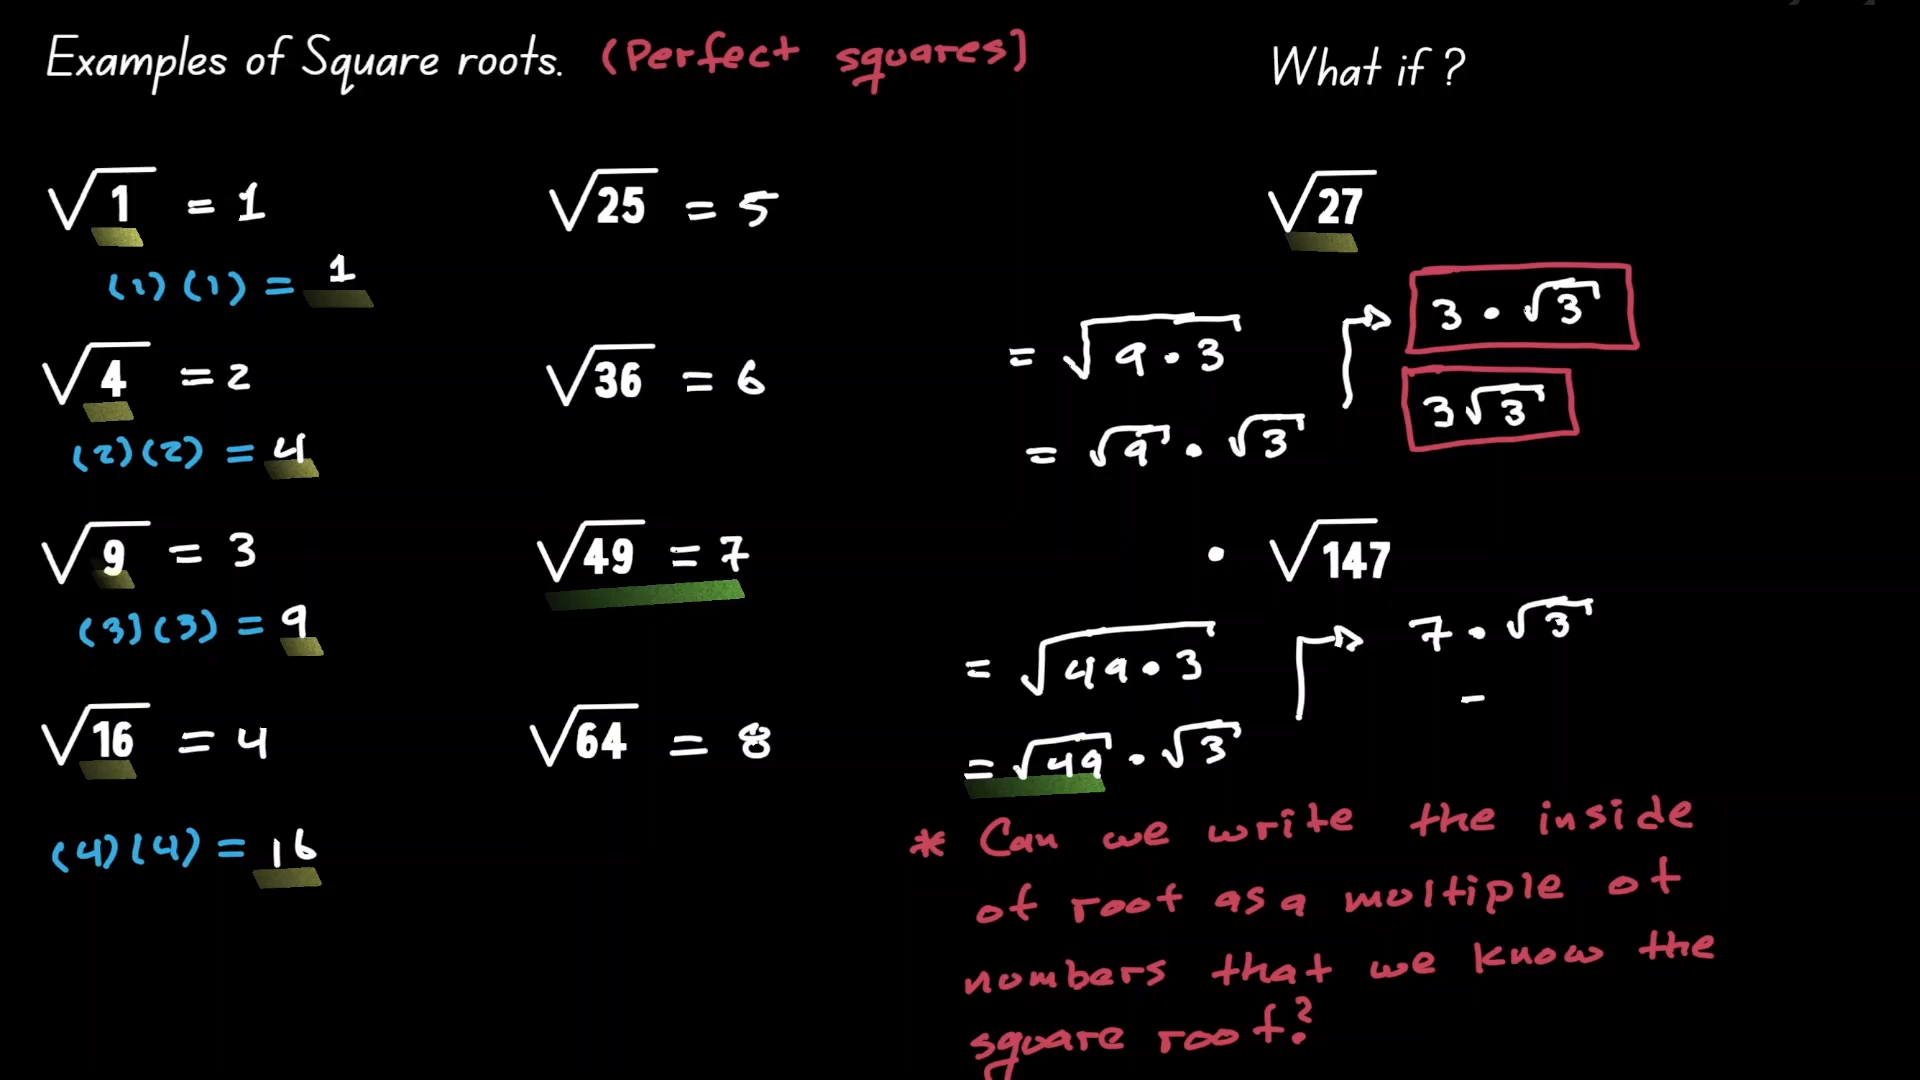 Examples of Square roots. (Perfect squares)
√1 = 1
(1)(1) = 1
√4 = 2
(2)(2) = 4
√9 = 3
(3)(3) = 9
√16 = 4
(4)(4) = 16
√25 = 5
√36 = 6
√49 = 7
√64 = 8
What if ?
√27
= √9·3
= √9 · √3
3 · √3
3√3
· √147
= √49·3
= √49 · √3
7 · √3
-
* Can we write the inside
of root as a multiple of
numbers that we know the
square root?